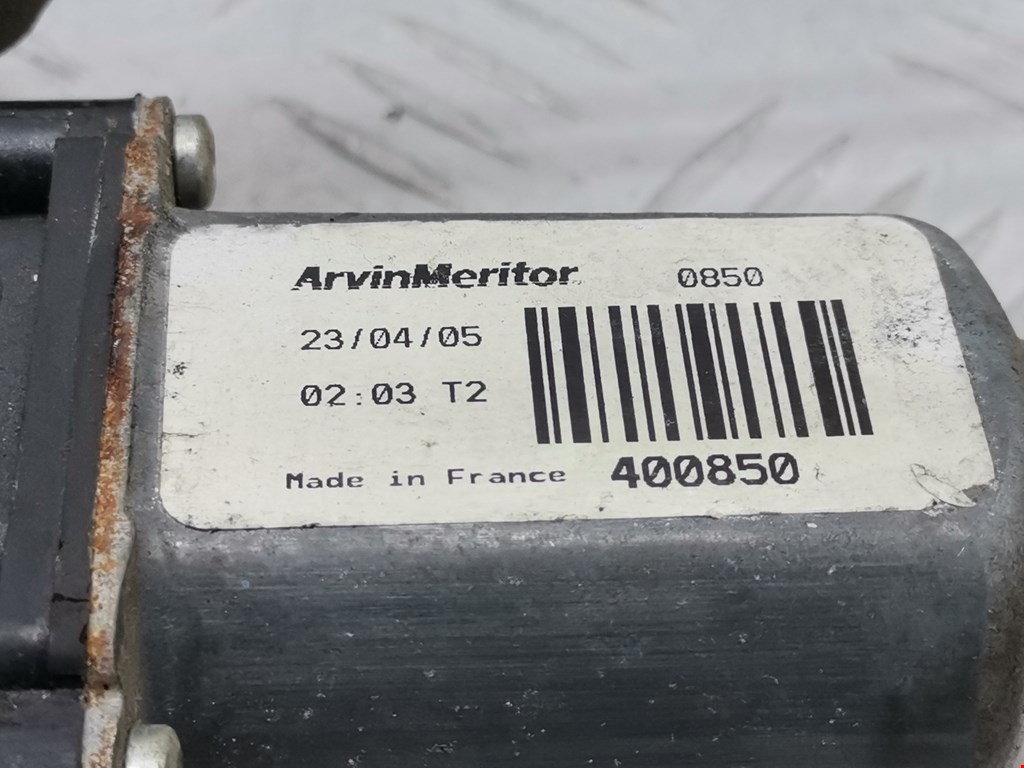 ArvinMeritor 0850
23/04/05
02:03 T2
Made in France 400850